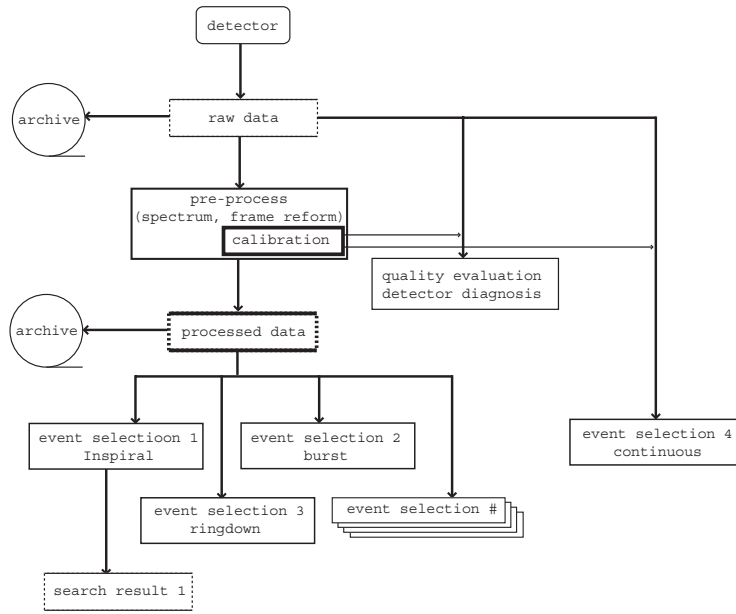 detector
archive
raw data
pre-process
(spectrum, frame reform)
calibration
quality evaluation
detector diagnosis
archive
processed data
event selectioon 1
Inspiral
event selection 2
burst
event selection 4
continuous
event selection 3
ringdown
event selection #
search result 1